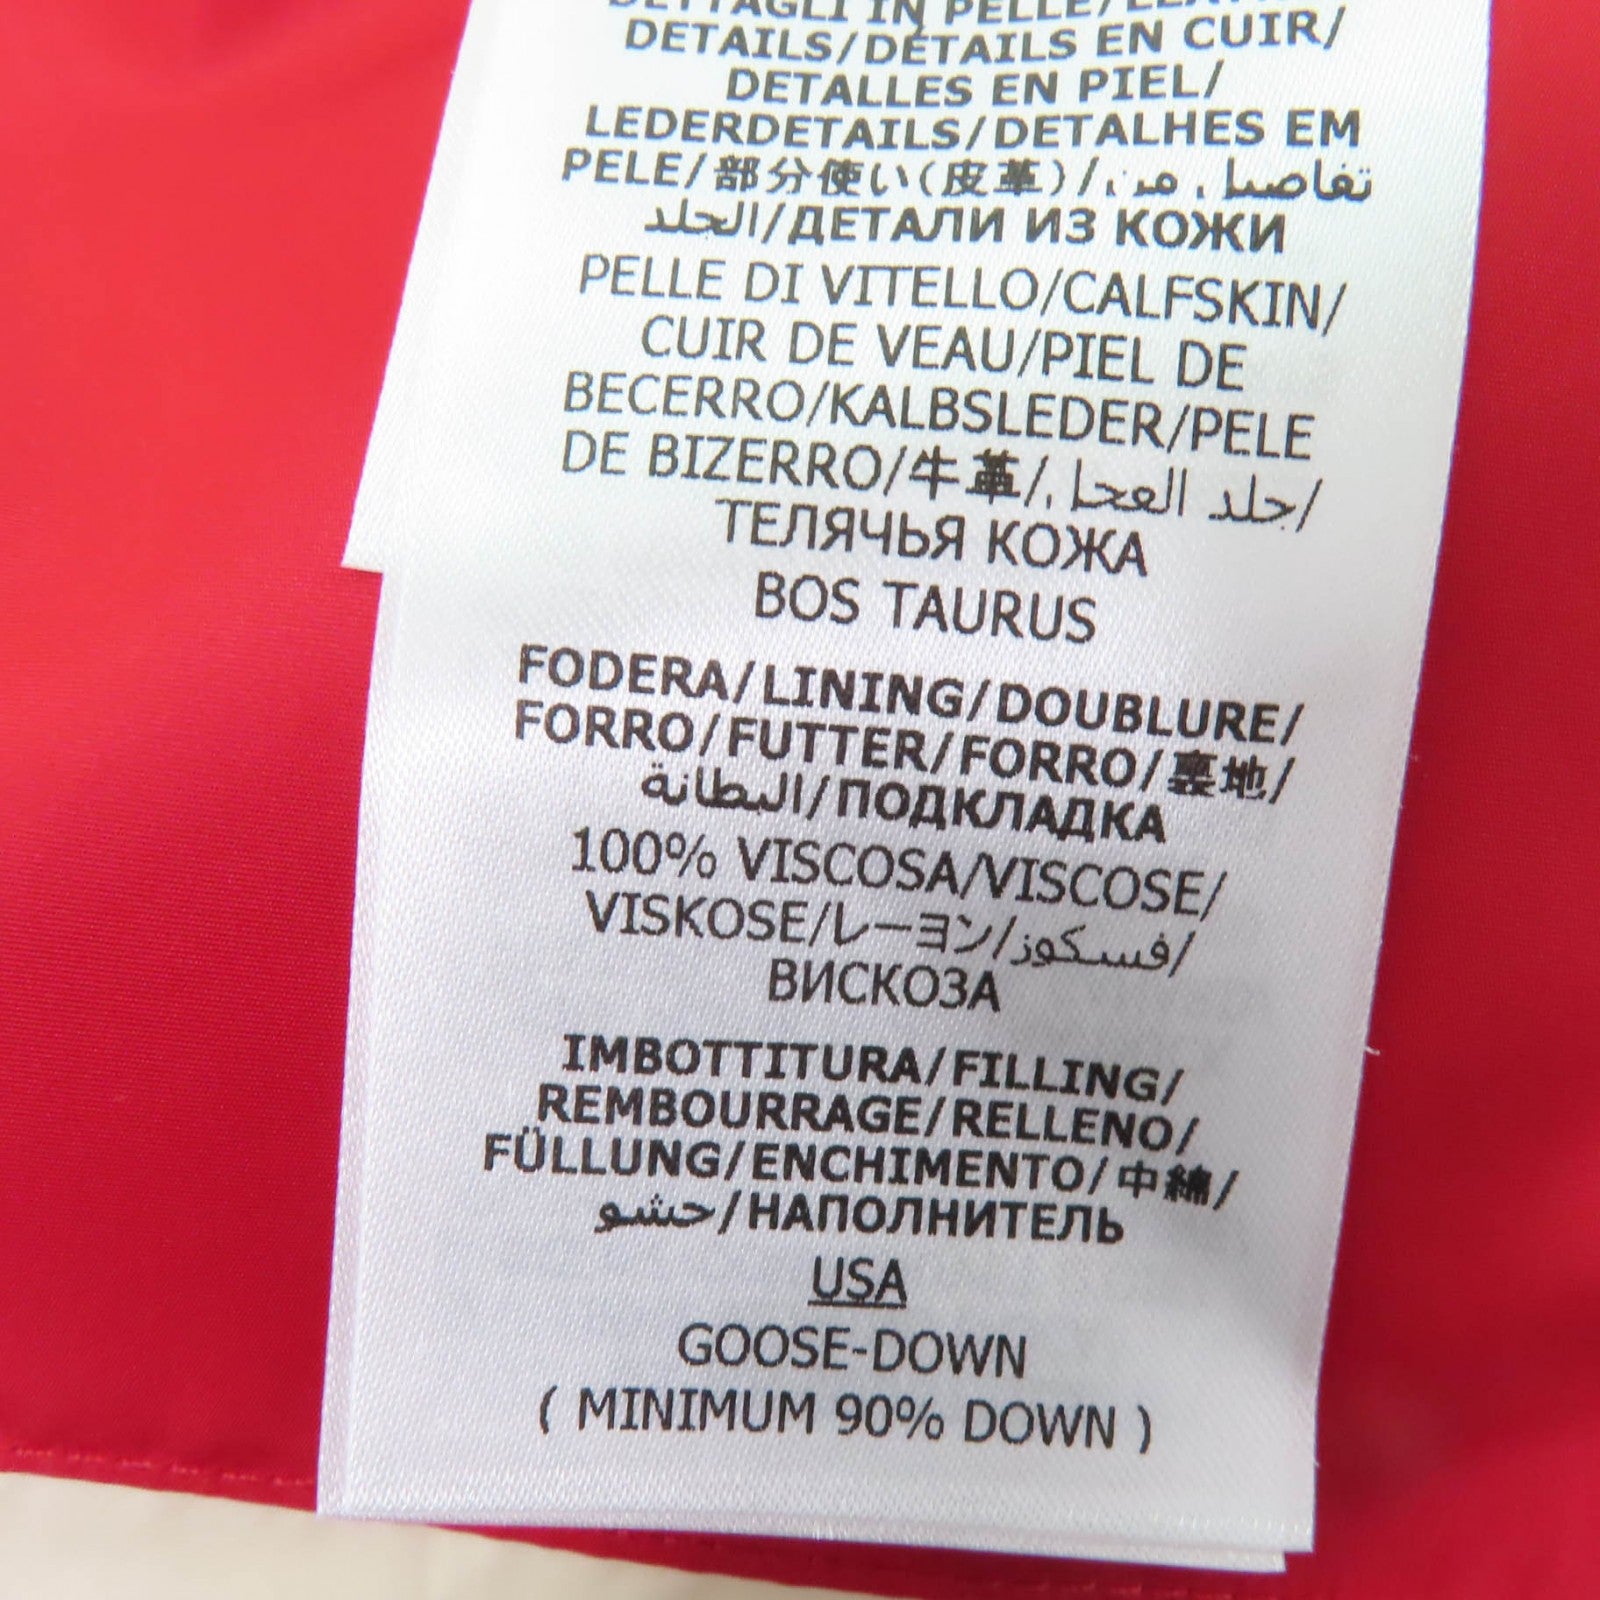 DETTAGLI IN PELLE/
DETAILS/DÉTAILS EN CUIR/
DETALLES EN PIEL/
LEDERDETAILS/DETALHES EM
PELE/部分使い(皮革)/تفاصيل من
الجلد/ДЕТАЛИ ИЗ КОЖИ
PELLE DI VITELLO/CALFSKIN/
CUIR DE VEAU/PIEL DE
BECERRO/KALBSLEDER/PELE
DE BIZERRO/牛革/جلد العجل/
ТЕЛЯЧЬЯ КОЖА
BOS TAURUS
FODERA/LINING/DOUBLURE/
FORRO/FUTTER/FORRO/裏地/
البطانة/ПОДКЛАДКА
100% VISCOSA/VISCOSE/
VISKOSE/レーヨン/فسكوز/
ВИСКОЗА
IMBOTTITURA/FILLING/
REMBOURRAGE/RELLENO/
FÜLLUNG/ENCHIMENTO/中綿/
حشو/НАПОЛНИТЕЛЬ
USA
GOOSE-DOWN
( MINIMUM 90% DOWN )